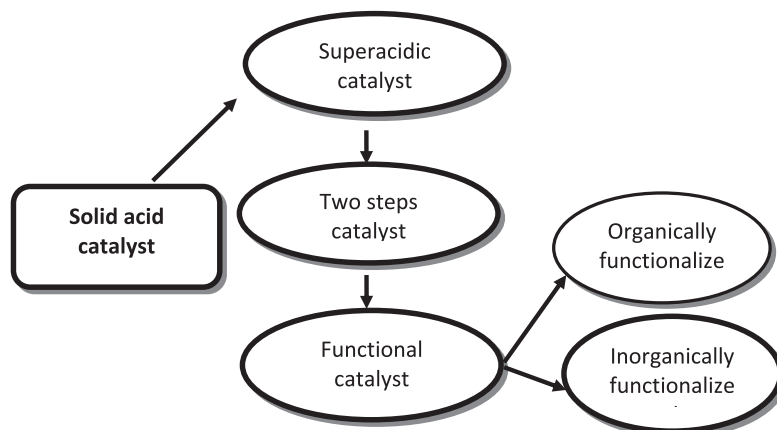 Superacidic
catalyst
Solid acid
catalyst
Two steps
catalyst
Organically
functionalize
Functional
catalyst
Inorganically
functionalize